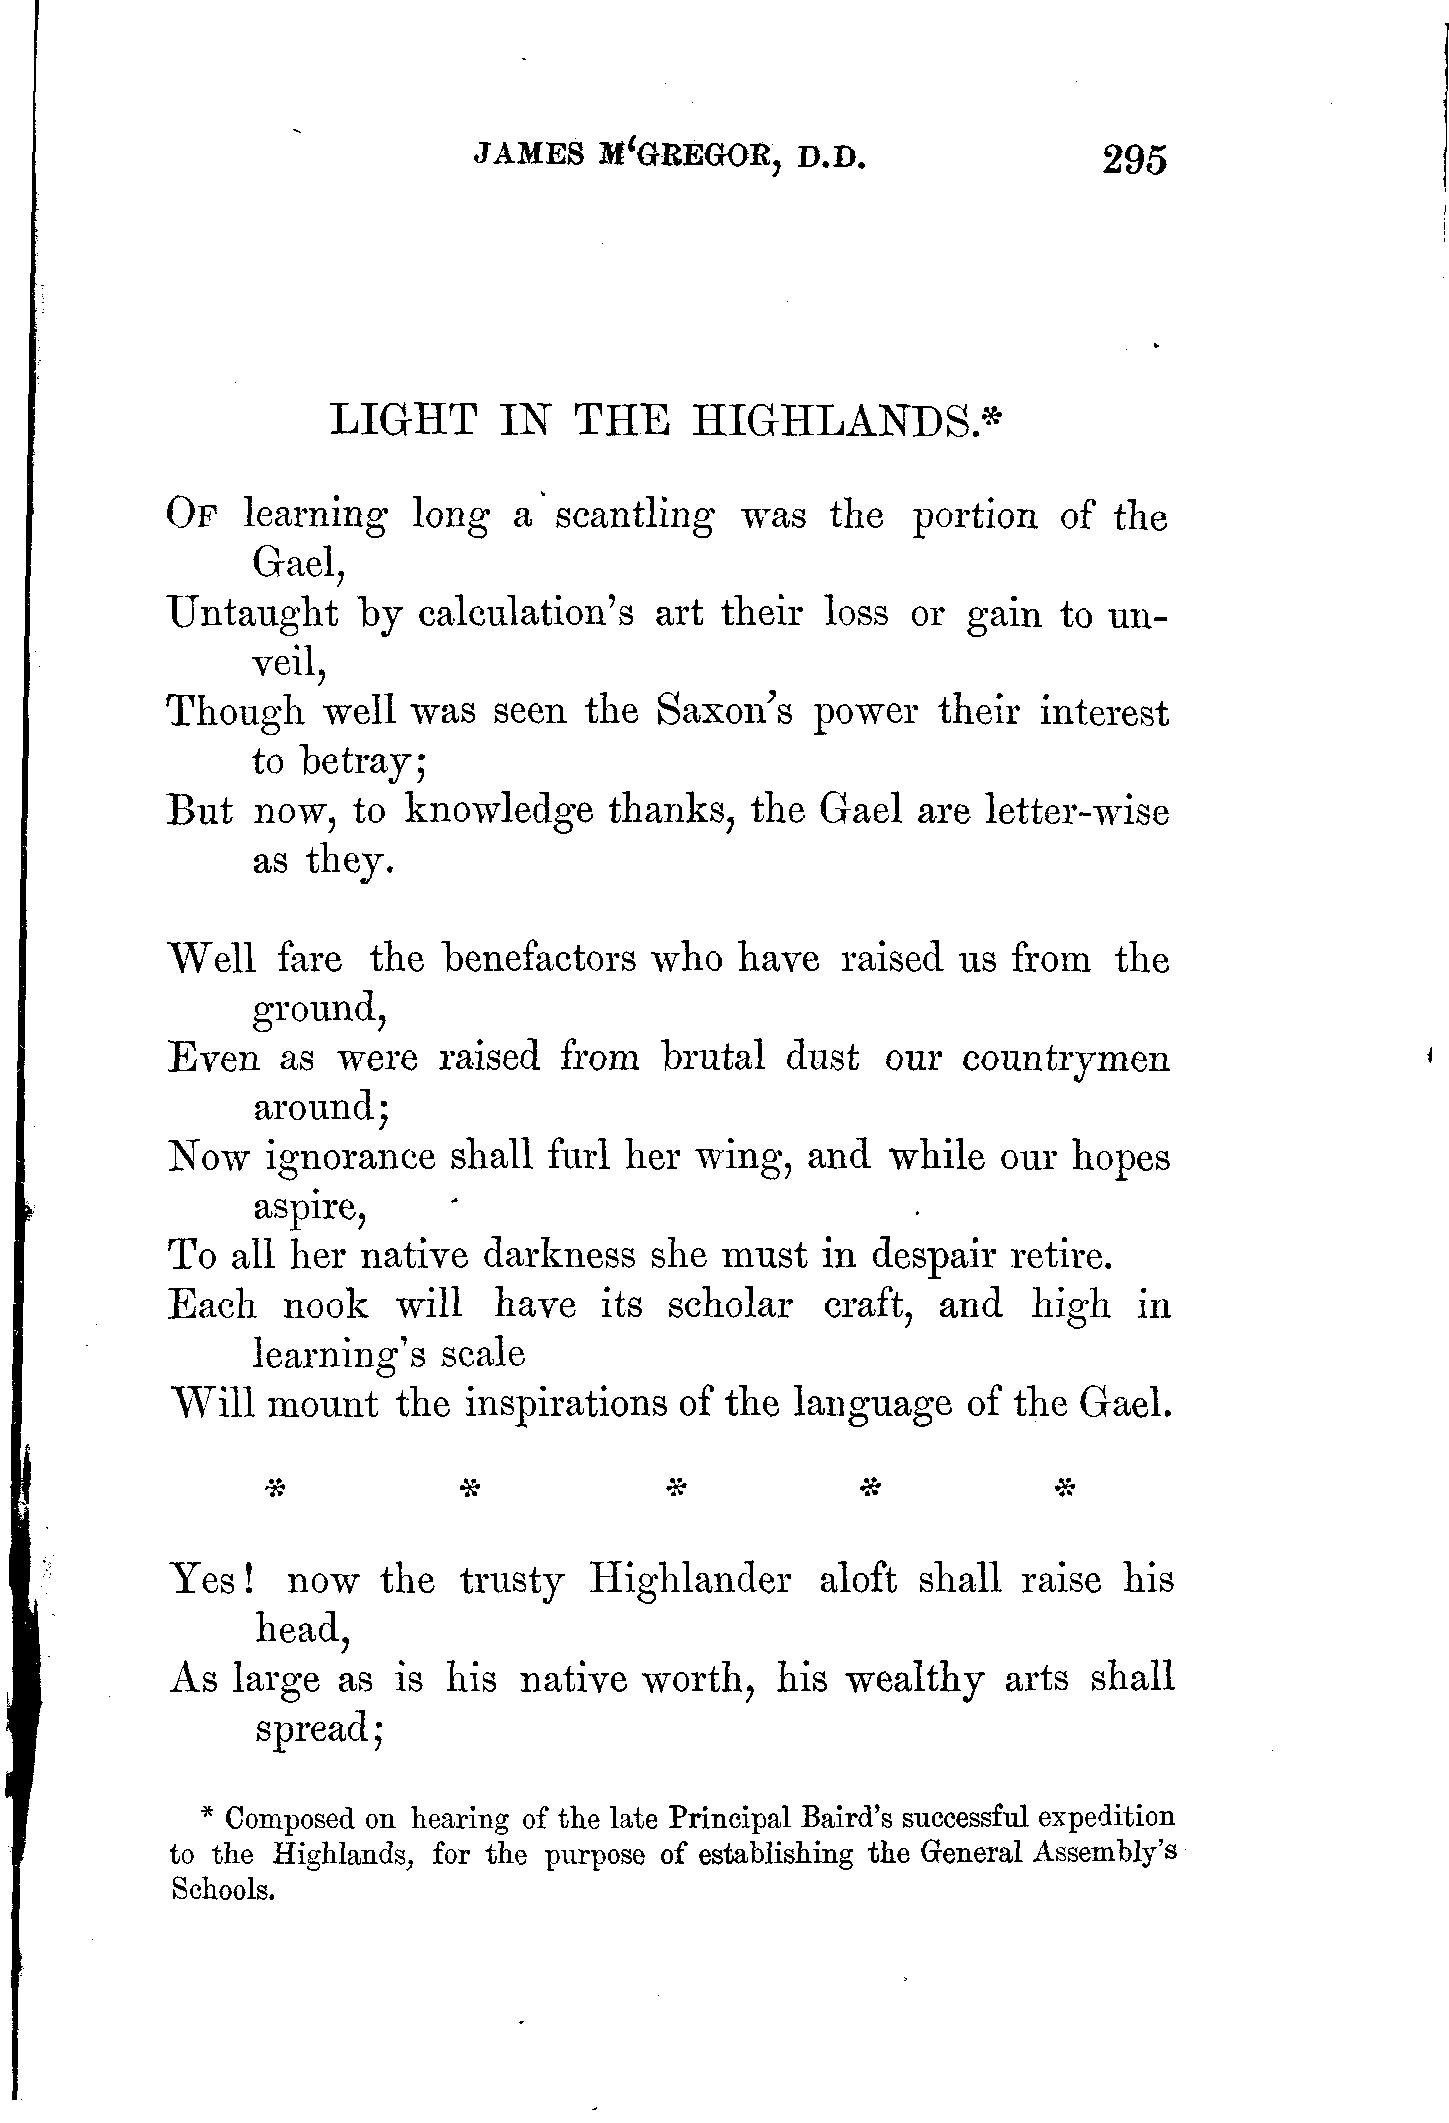 JAMES M‘GREGOR, D.D. 295
LIGHT IN THE HIGHLANDS.*
OF learning long a scantling was the portion of the
Gael,
Untaught by calculation's art their loss or gain to un-
veil,
Though well was seen the Saxon's power their interest
to betray;
But now, to knowledge thanks, the Gael are letter-wise
as they.
Well fare the benefactors who have raised us from the
ground,
Even as were raised from brutal dust our countrymen
around;
Now ignorance shall furl her wing, and while our hopes
aspire,
To all her native darkness she must in despair retire.
Each nook will have its scholar craft, and high in
learning's scale
Will mount the inspirations of the language of the Gael.
* * * * *
Yes! now the trusty Highlander aloft shall raise his
head,
As large as is his native worth, his wealthy arts shall
spread;
* Composed on hearing of the late Principal Baird's successful expedition
to the Highlands, for the purpose of establishing the General Assembly's
Schools.